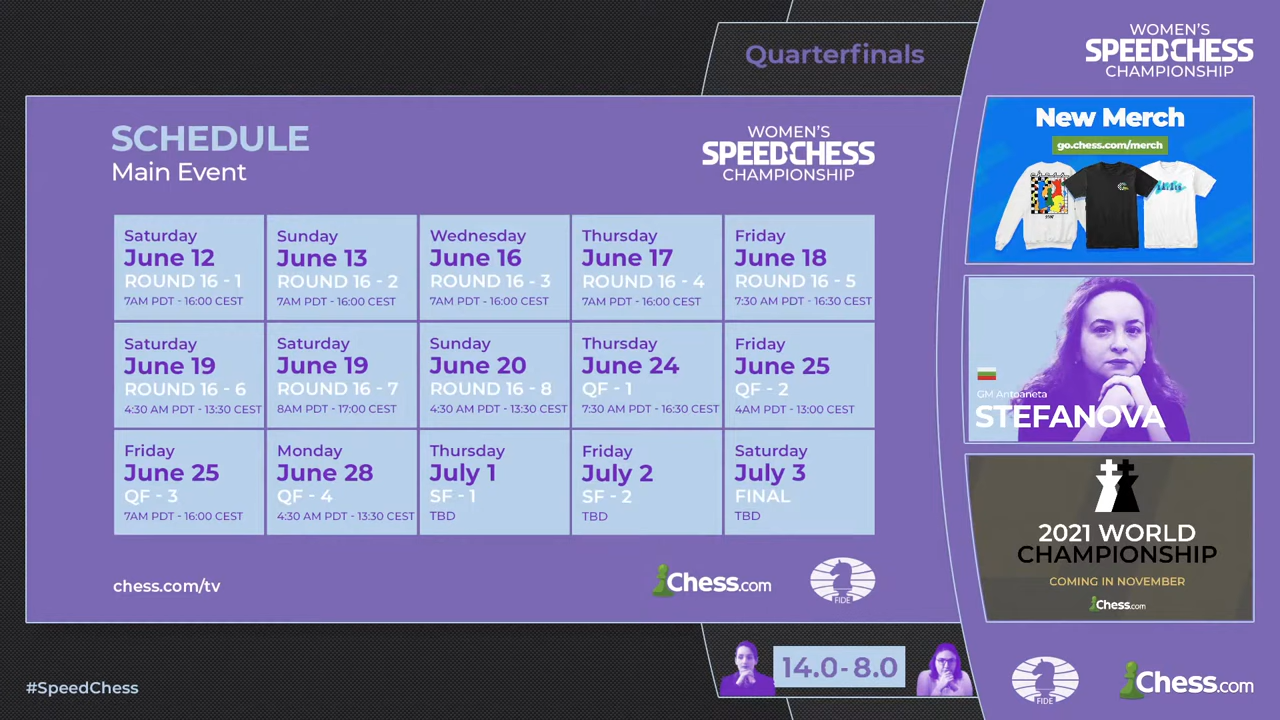 Quarterfinals
WOMEN'S
SPEEDCHESS
CHAMPIONSHIP
SCHEDULE
Main Event
WOMEN'S
SPEEDCHESS
CHAMPIONSHIP
Saturday
June 12
ROUND 16 - 1
7AM PDT - 16:00 CEST
Sunday
June 13
ROUND 16 - 2
7AM PDT - 16:00 CEST
Wednesday
June 16
ROUND 16 - 3
7AM PDT - 16:00 CEST
Thursday
June 17
ROUND 16 - 4
7AM PDT - 16:00 CEST
Friday
June 18
ROUND 16 - 5
7:30 AM PDT - 16:30 CEST
Saturday
June 19
ROUND 16 - 6
4:30 AM PDT - 13:30 CEST
Saturday
June 19
ROUND 16 - 7
8AM PDT - 17:00 CEST
Sunday
June 20
ROUND 16 - 8
4:30 AM PDT - 13:30 CEST
Thursday
June 24
QF - 1
7:30 AM PDT - 16:30 CEST
Friday
June 25
QF - 2
4AM PDT - 13:00 CEST
Friday
June 25
QF - 3
7AM PDT - 16:00 CEST
Monday
June 28
QF - 4
4:30 AM PDT - 13:30 CEST
Thursday
July 1
SF - 1
TBD
Friday
July 2
SF - 2
TBD
Saturday
July 3
FINAL
TBD
chess.com/tv
Chess.com
FIDE
New Merch
go.chess.com/merch
GM Antoaneta
STEFANOVA
2021 WORLD
CHAMPIONSHIP
COMING IN NOVEMBER
Chess.com
#SpeedChess
14.0-8.0
FIDE
Chess.com